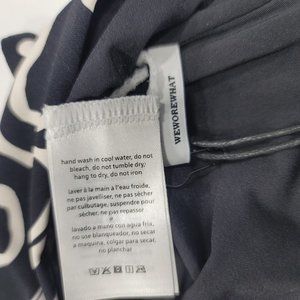 WEWOREWHAT
hand wash in cool water, do not
bleach, do not tumble dry;
hang to dry, do not iron
laver à la main à l'eau froide,
ne pas javelliser, ne pas sécher
par culbutage, suspendre pour
sécher, ne pas repasser
lavado a mano con agua fria,
no use blanqueador, no secar
a maquina, colgar para secar,
no planchar